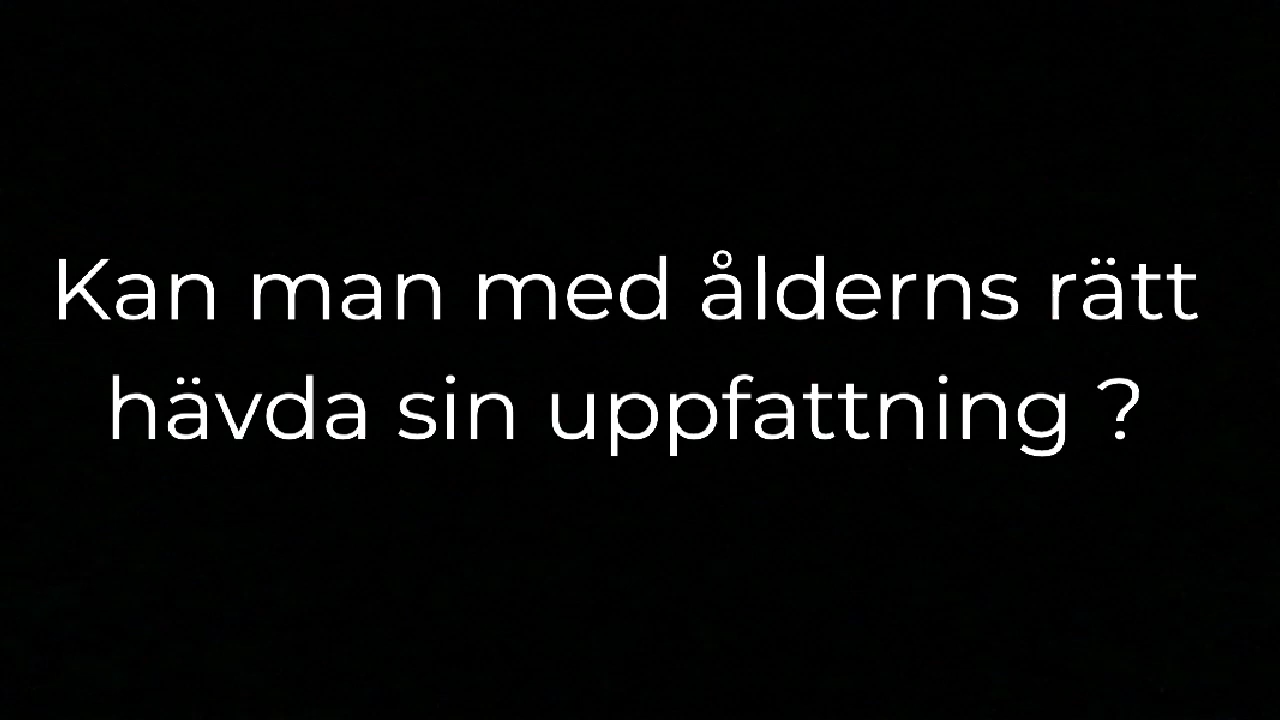 Kan man med ålderns rätt
hävda sin uppfattning ?